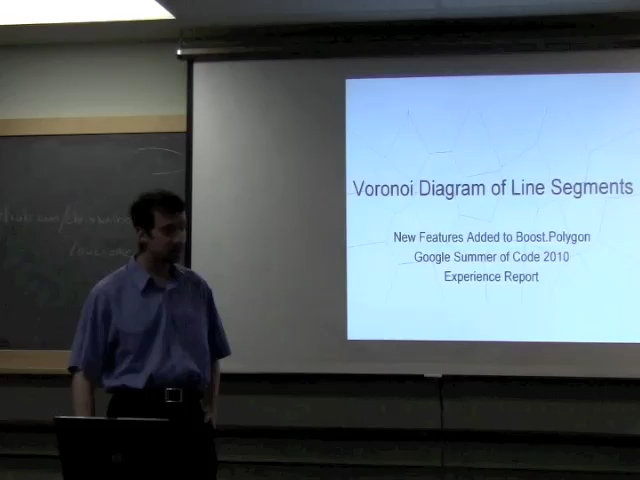 Voronoi Diagram of Line Segments
New Features Added to Boost.Polygon
Google Summer of Code 2010
Experience Report